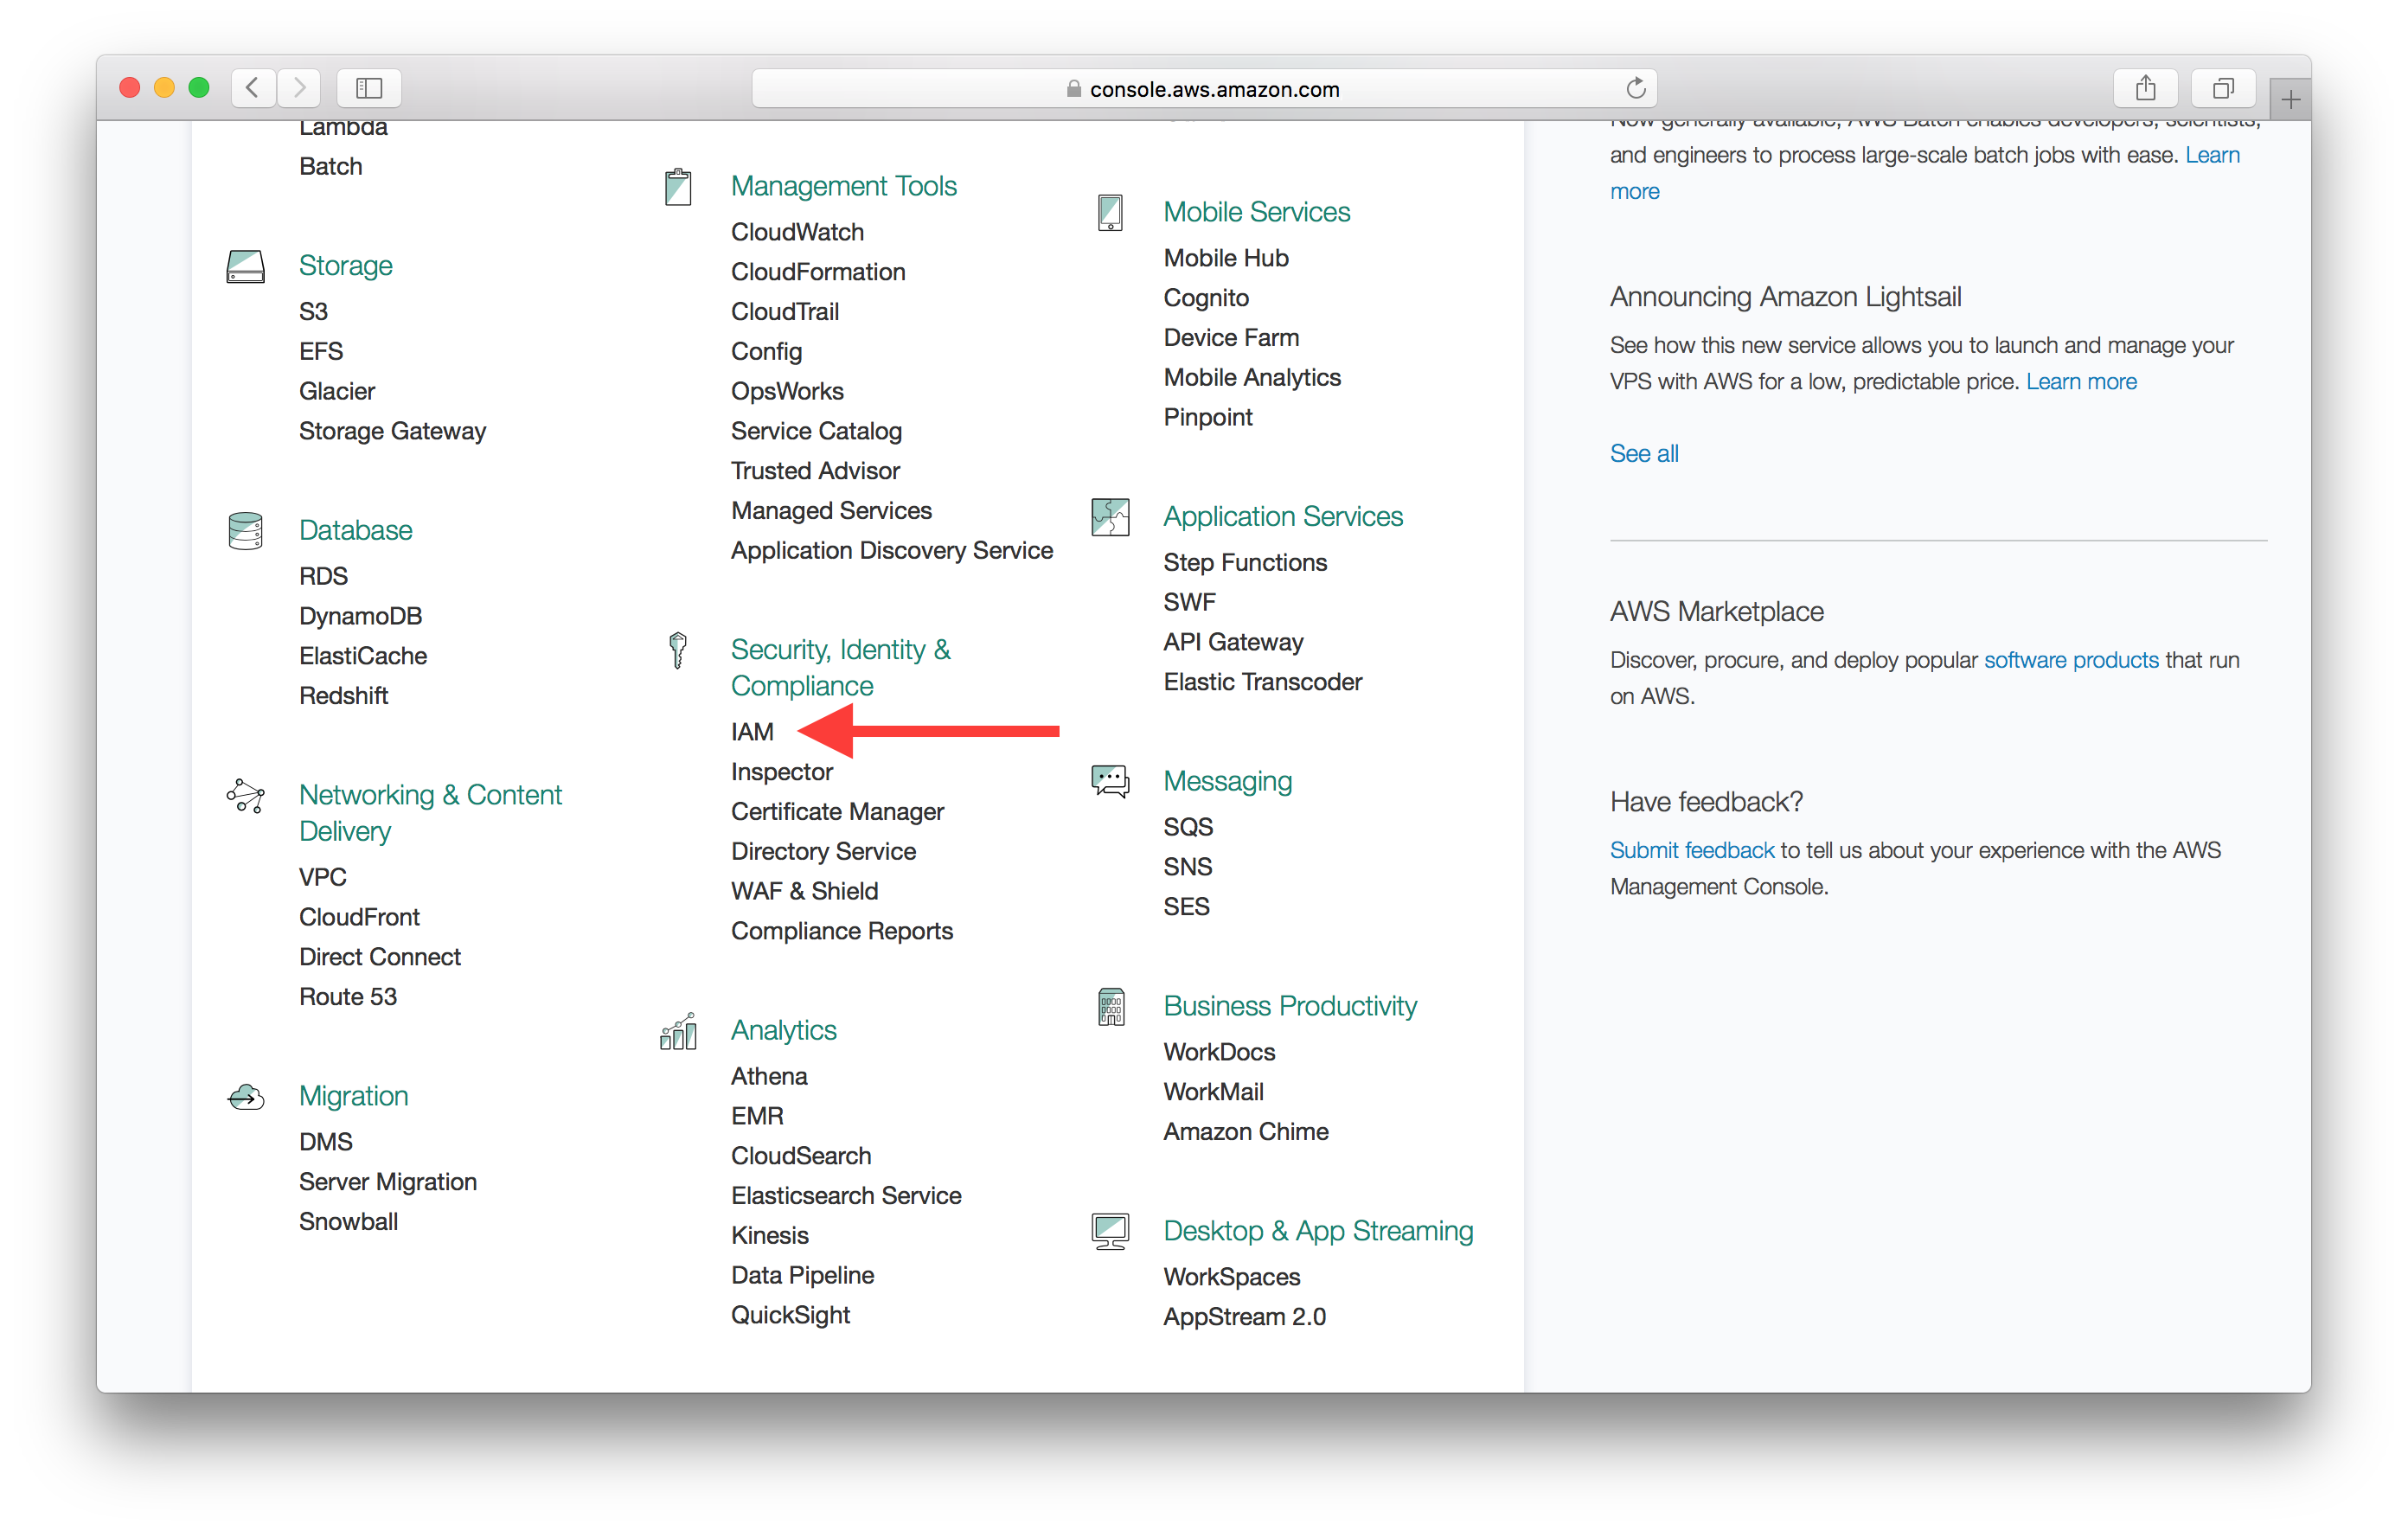 console.aws.amazon.com
Lambda
Batch
Storage
S3
EFS
Glacier
Storage Gateway
Database
RDS
DynamoDB
ElastiCache
Redshift
Networking & Content
Delivery
VPC
CloudFront
Direct Connect
Route 53
Migration
DMS
Server Migration
Snowball
Management Tools
CloudWatch
CloudFormation
CloudTrail
Config
OpsWorks
Service Catalog
Trusted Advisor
Managed Services
Application Discovery Service
Security, Identity &
Compliance
IAM
Inspector
Certificate Manager
Directory Service
WAF & Shield
Compliance Reports
Analytics
Athena
EMR
CloudSearch
Elasticsearch Service
Kinesis
Data Pipeline
QuickSight
Mobile Services
Mobile Hub
Cognito
Device Farm
Mobile Analytics
Pinpoint
Application Services
Step Functions
SWF
API Gateway
Elastic Transcoder
Messaging
SQS
SNS
SES
Business Productivity
WorkDocs
WorkMail
Amazon Chime
Desktop & App Streaming
WorkSpaces
AppStream 2.0
Now generally available, AWS Batch enables developers, scientists,
and engineers to process large-scale batch jobs with ease. Learn
more
Announcing Amazon Lightsail
See how this new service allows you to launch and manage your
VPS with AWS for a low, predictable price. Learn more
See all
AWS Marketplace
Discover, procure, and deploy popular software products that run
on AWS.
Have feedback?
Submit feedback to tell us about your experience with the AWS
Management Console.